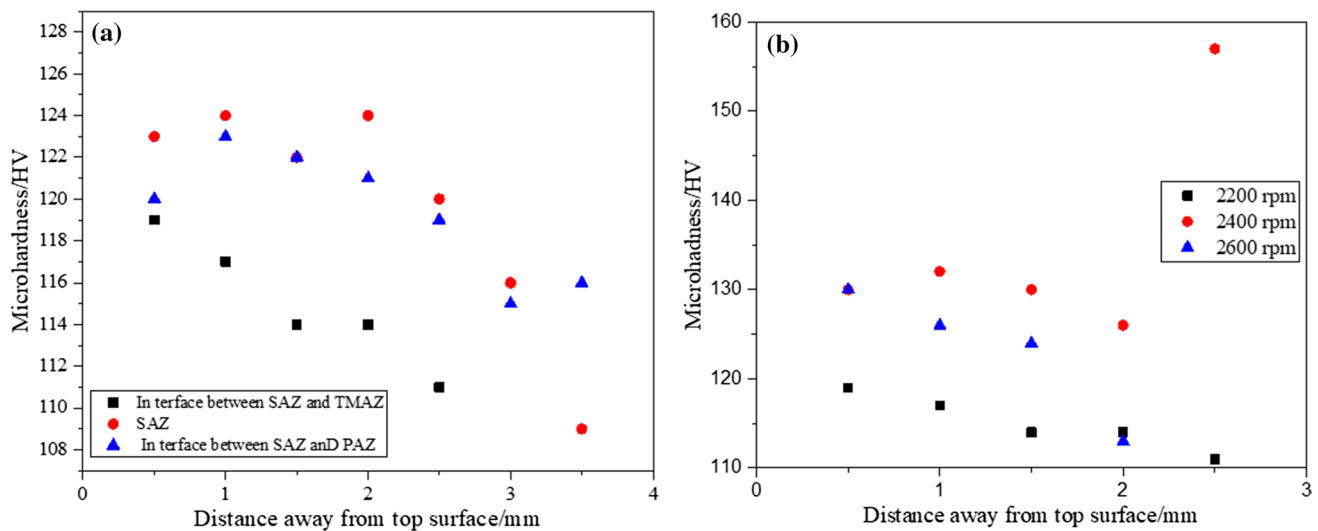 (a)
Microhardness/HV
128
126
124
122
120
118
116
114
112
110
108
0
1
2
3
4
In terface between SAZ and TMAZ
SAZ
In terface between SAZ anD PAZ
Distance away from top surface/mm
(b)
Microhadness/HV
160
150
140
130
120
110
0
1
2
3
2200 rpm
2400 rpm
2600 rpm
Distance away from top surface/mm